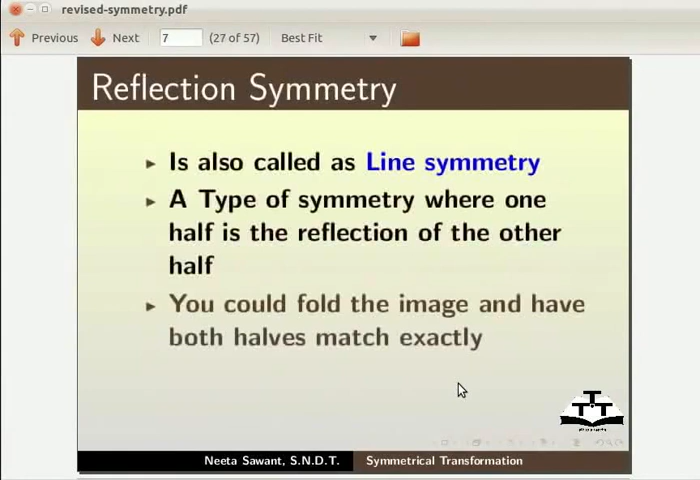 revised-symmetry.pdf
Previous Next 7 (27 of 57) Best Fit
Reflection Symmetry
Is also called as Line symmetry
A Type of symmetry where one
half is the reflection of the other
half
You could fold the image and have
both halves match exactly
TTT
Neeta Sawant, S.N.D.T. Symmetrical Transformation